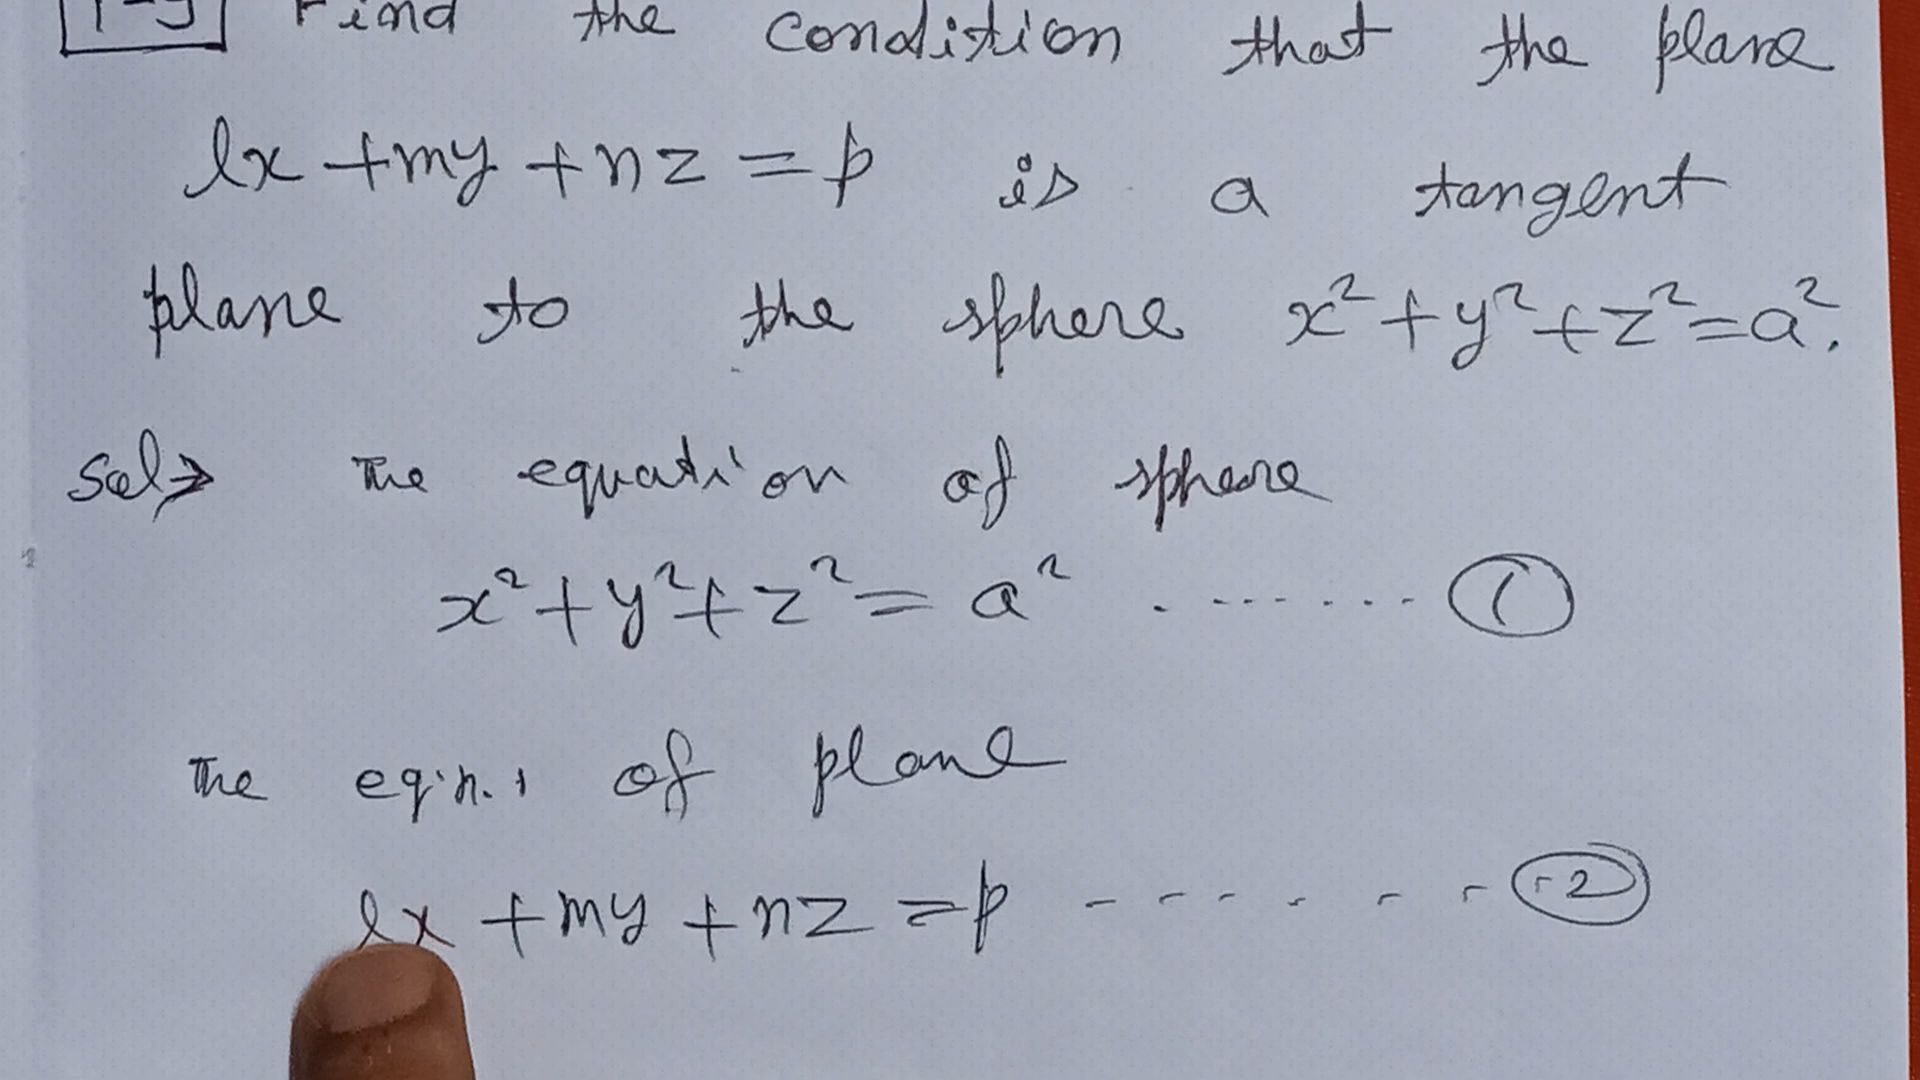 Find the condition that the plane
lx + my + nz = p is a tangent
plane to the sphere x² + y² + z² = a².
Sol⇒ The equation of sphere
x² + y² + z² = a² ........ ①
The eqn. of plane
lx + my + nz = p ------- ②